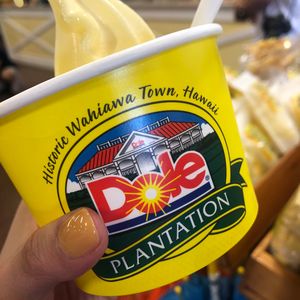 Historic Wahiawa Town, Hawaii
Dole
PLANTATION